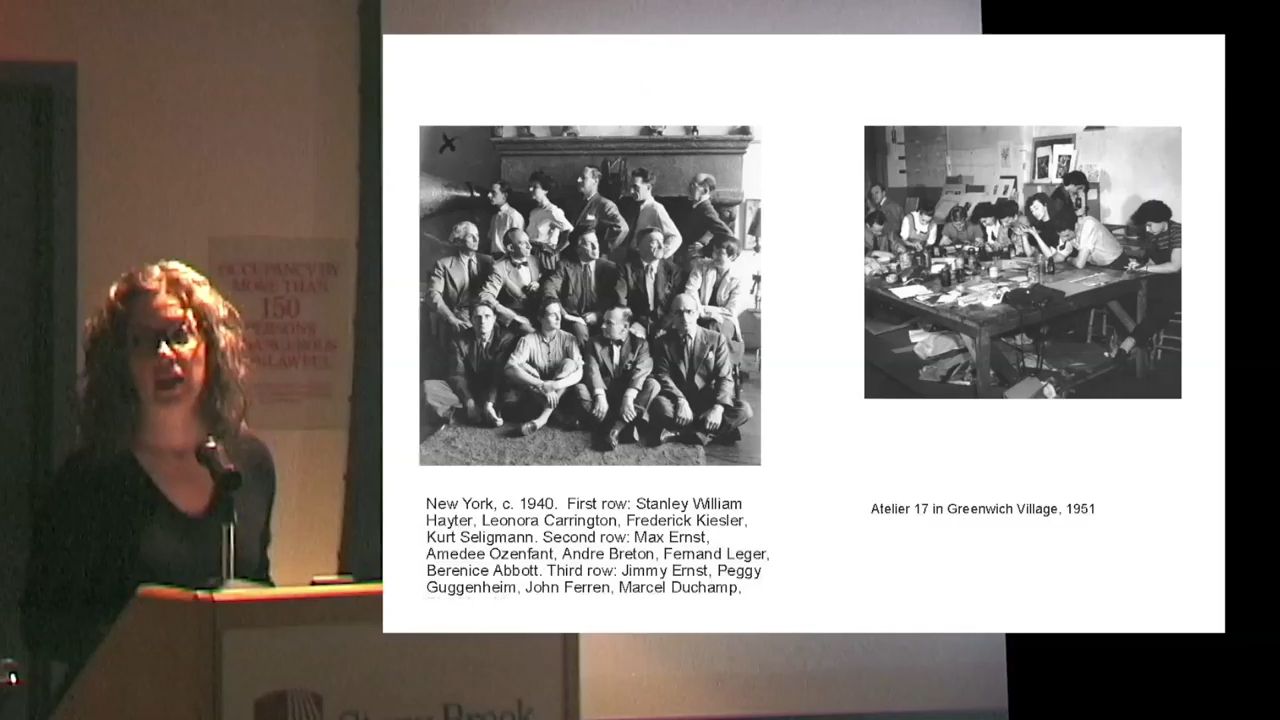 OCCUPANCY BY
MORE THAN
150
PERSONS
DANGEROUS
UNLAWFUL
New York, c. 1940. First row: Stanley William
Hayter, Leonora Carrington, Frederick Kiesler,
Kurt Seligmann. Second row: Max Ernst,
Amedee Ozenfant, Andre Breton, Fernand Leger,
Berenice Abbott. Third row: Jimmy Ernst, Peggy
Guggenheim, John Ferren, Marcel Duchamp,
Atelier 17 in Greenwich Village, 1951
Stony Brook